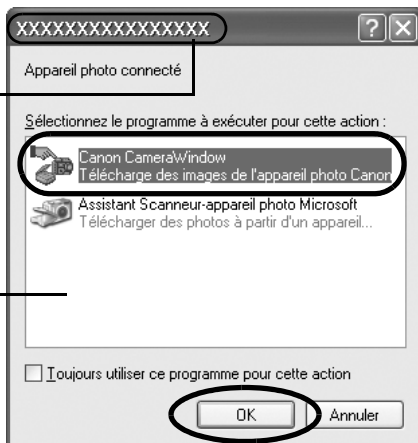 XXXXXXXXXXXXXXXX
Appareil photo connecté
Sélectionnez le programme à exécuter pour cette action :
Canon CameraWindow
Télécharge des images de l'appareil photo Canon
Assistant Scanneur-appareil photo Microsoft
Télécharger des photos à partir d'un appareil...
Toujours utiliser ce programme pour cette action
OK
Annuler